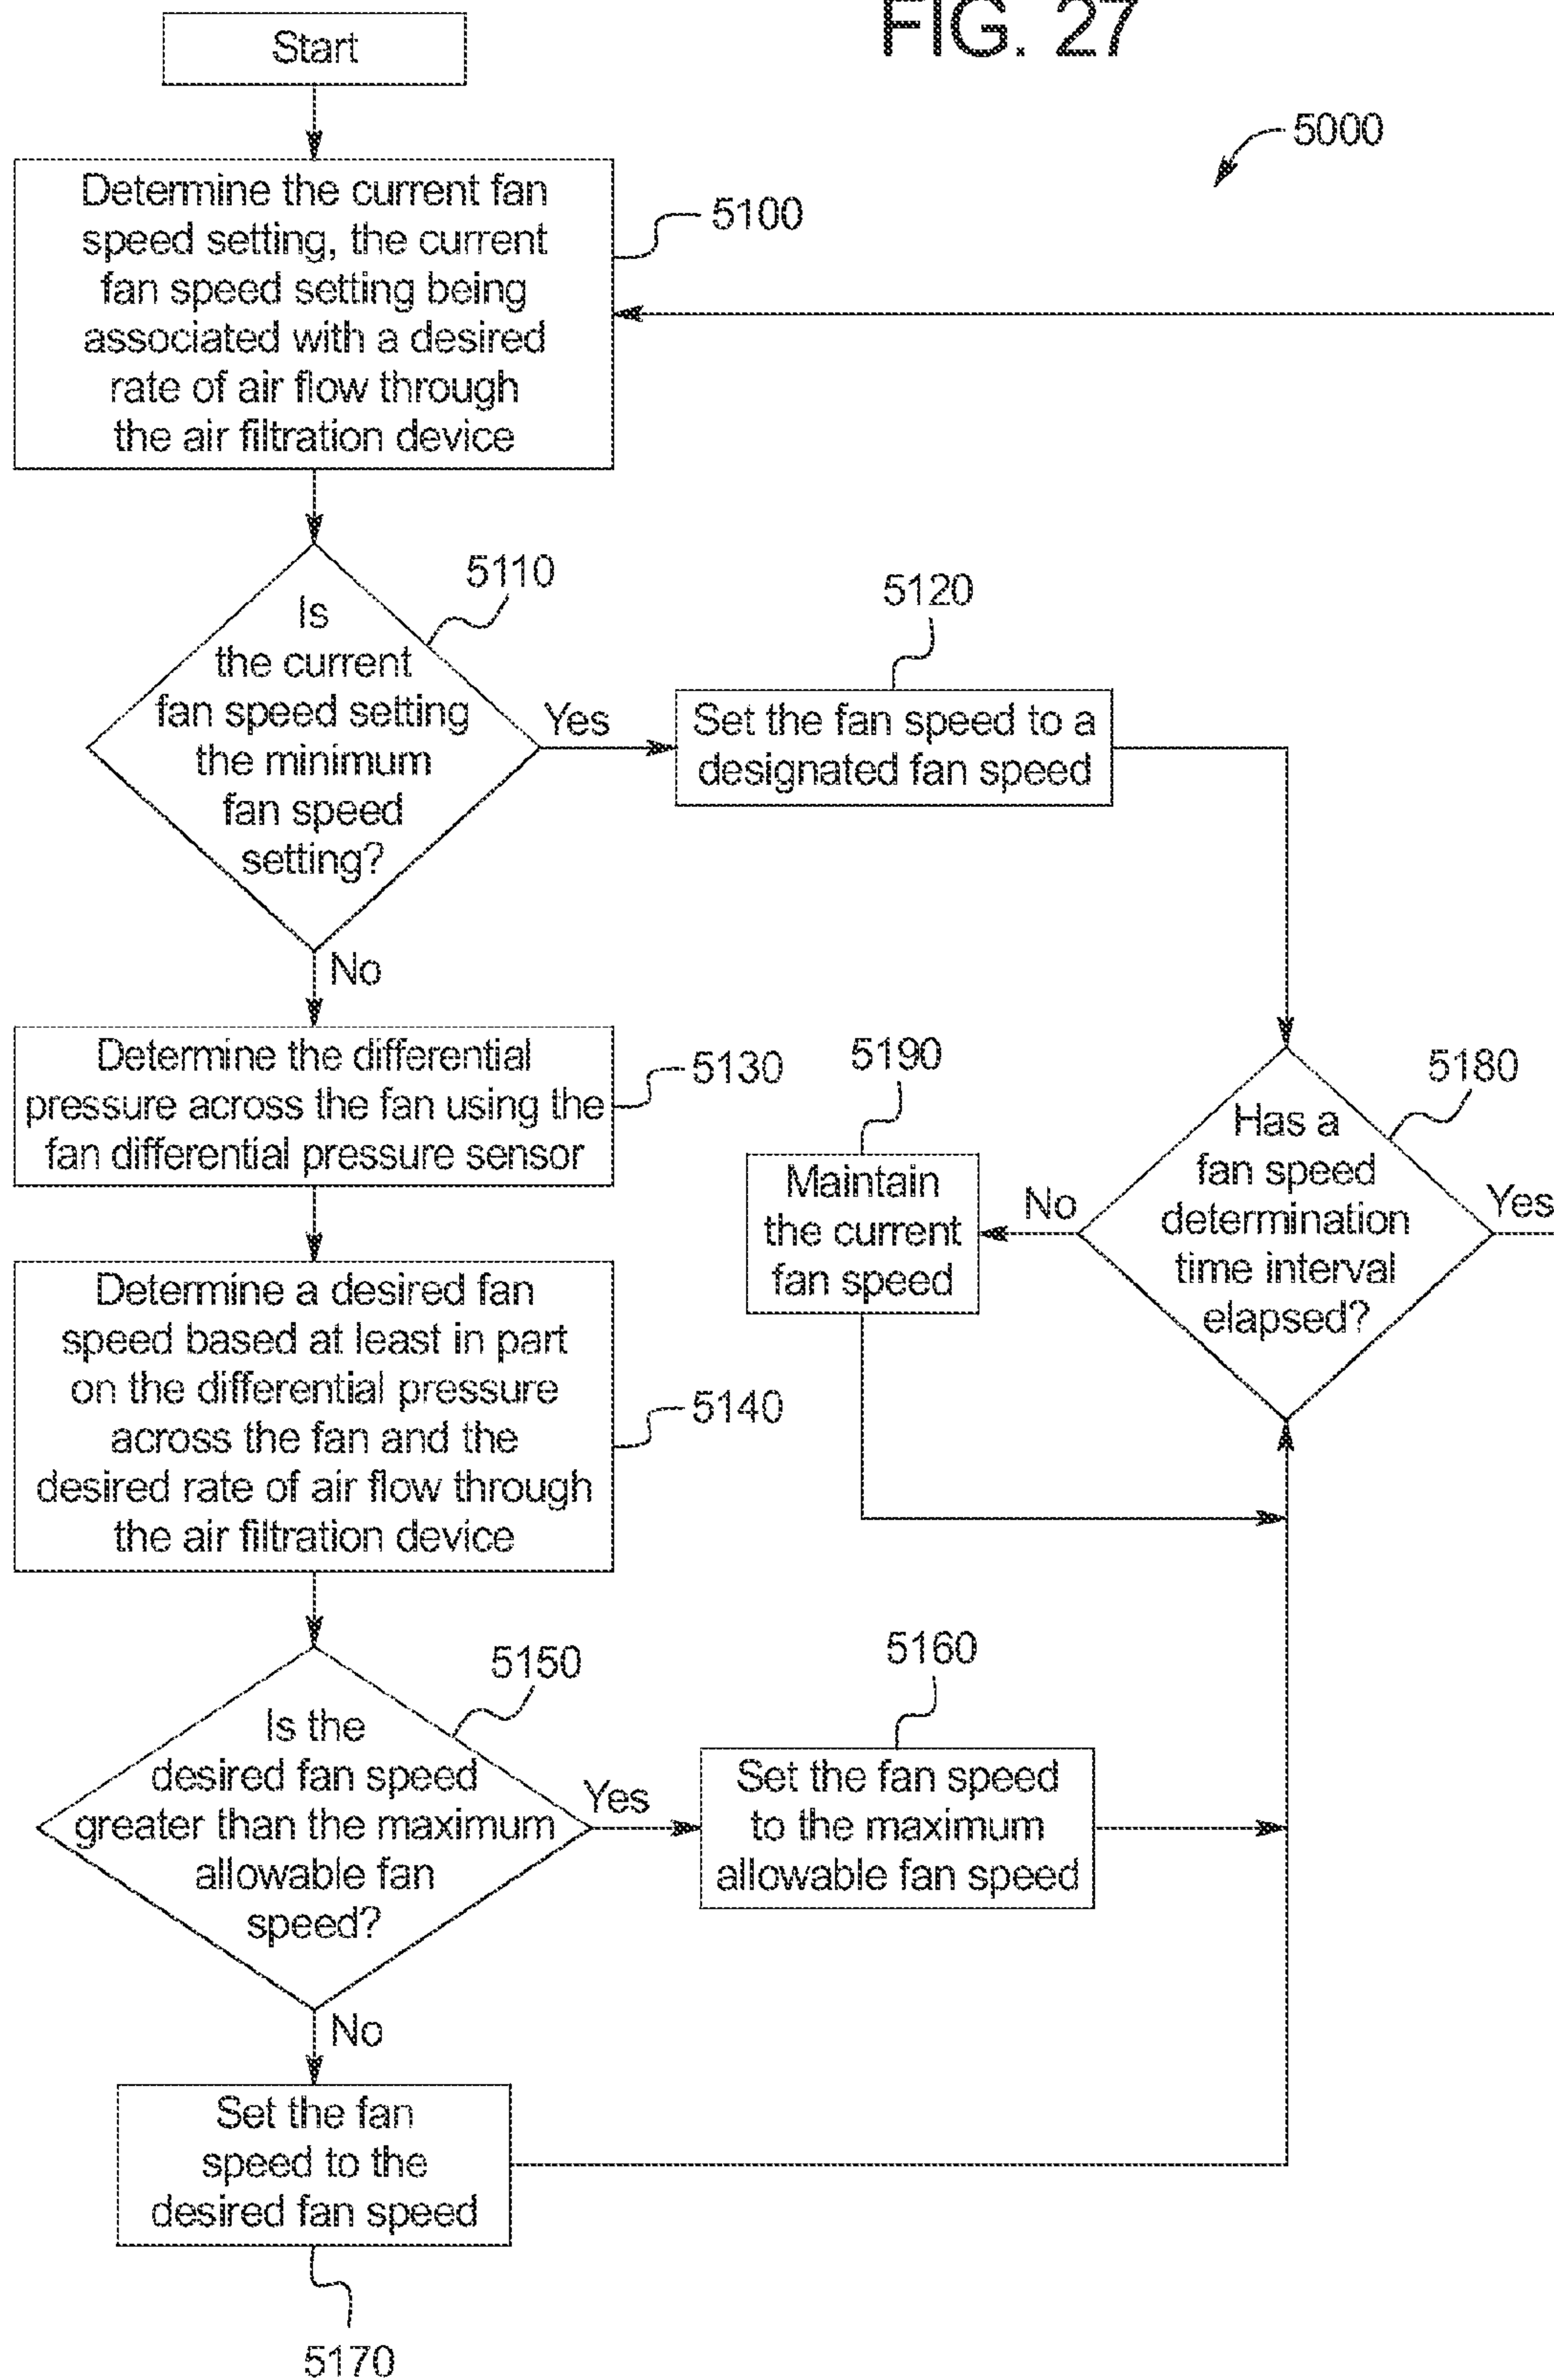 FIG. 27
Start
5000
Determine the current fan
speed setting, the current
fan speed setting being
associated with a desired
rate of air flow through
the air filtration device
5100
Is
the current
fan speed setting
the minimum
fan speed
setting?
5110
Yes
No
5120
Set the fan speed to a
designated fan speed
Determine the differential
pressure across the fan using the
fan differential pressure sensor
5130
5190
Maintain
the current
fan speed
No
5180
Has a
fan speed
determination
time interval
elapsed?
Yes
Determine a desired fan
speed based at least in part
on the differential pressure
across the fan and the
desired rate of air flow through
the air filtration device
5140
Is the
desired fan speed
greater than the maximum
allowable fan
speed?
5150
Yes
No
5160
Set the fan speed
to the maximum
allowable fan speed
Set the fan
speed to the
desired fan speed
5170